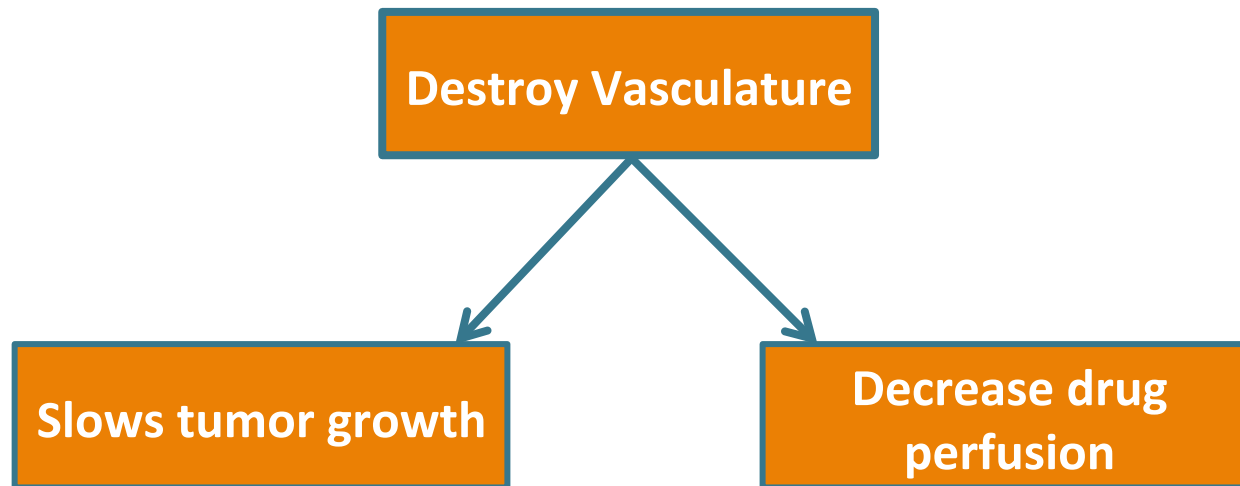 Destroy Vasculature
Slows tumor growth
Decrease drug
perfusion